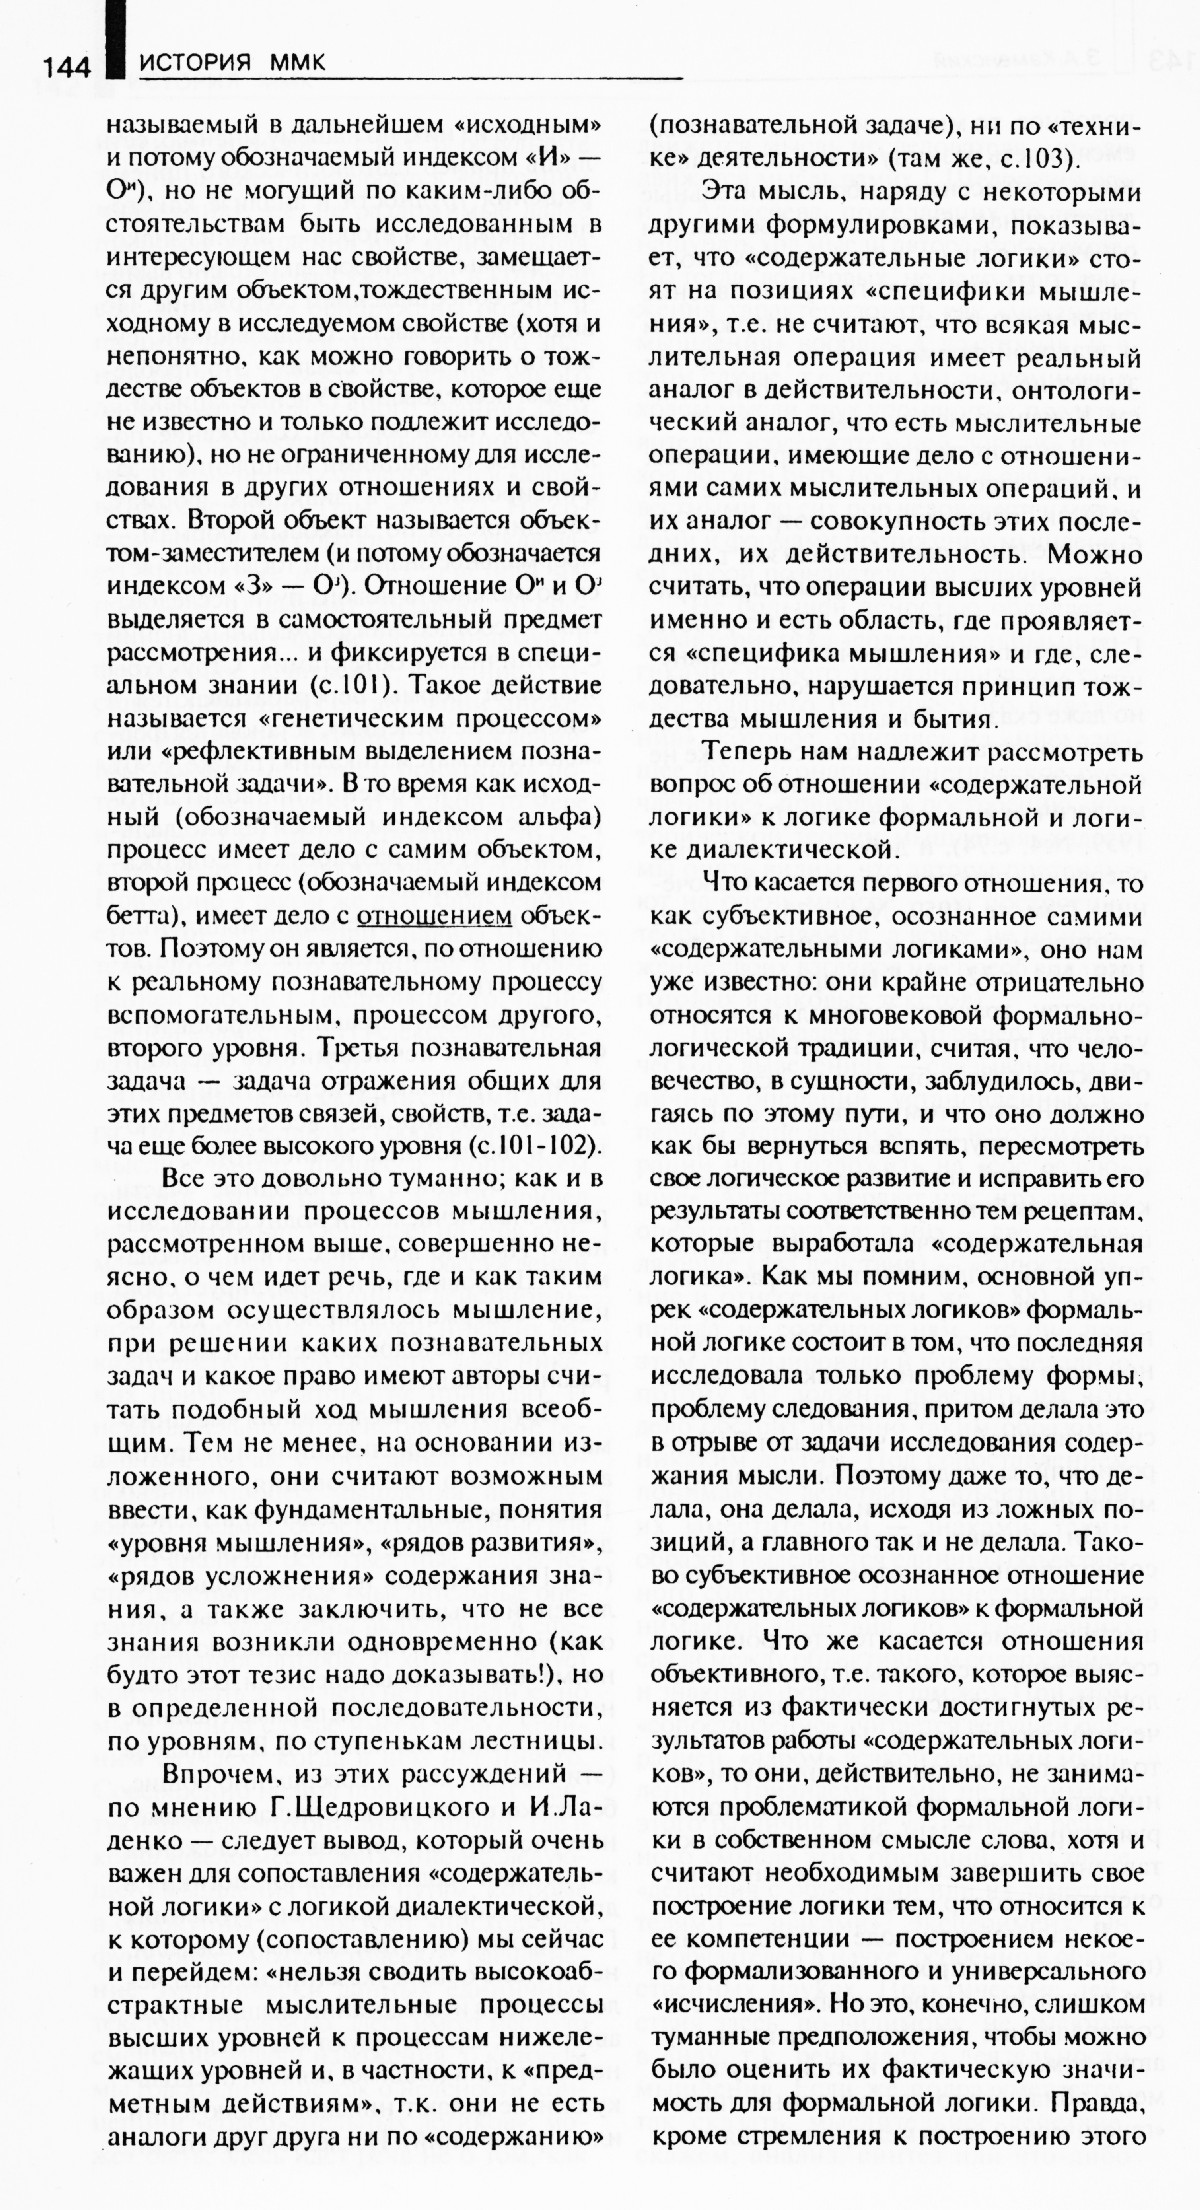 144
ИСТОРИЯ ММК
называемый в дальнейшем «исходным»
и потому обозначаемый индексом «И» —
Оᴵᴵ), но не могущий по каким-либо об-
стоятельствам быть исследованным в
интересующем нас свойстве, замещает-
ся другим объектом,тождественным ис-
ходному в исследуемом свойстве (хотя и
непонятно, как можно говорить о тож-
дестве объектов в свойстве, которое еще
не известно и только подлежит исследо-
ванию), но не ограниченному для иссле-
дования в других отношениях и свой-
ствах. Второй объект называется объек-
том-заместителем (и потому обозначается
индексом «З» — Оᶾ). Отношение Оᴵᴵ и Оᶾ
выделяется в самостоятельный предмет
рассмотрения... и фиксируется в специ-
альном знании (с.101). Такое действие
называется «генетическим процессом»
или «рефлективным выделением позна-
вательной задачи». В то время как исход-
ный (обозначаемый индексом альфа)
процесс имеет дело с самим объектом,
второй процесс (обозначаемый индексом
бетта), имеет дело с отношением объек-
тов. Поэтому он является, по отношению
к реальному познавательному процессу
вспомогательным, процессом другого,
второго уровня. Третья познавательная
задача — задача отражения общих для
этих предметов связей, свойств, т.е. зада-
ча еще более высокого уровня (с.101-102).
Все это довольно туманно; как и в
исследовании процессов мышления,
рассмотренном выше, совершенно не-
ясно, о чем идет речь, где и как таким
образом осуществлялось мышление,
при решении каких познавательных
задач и какое право имеют авторы счи-
тать подобный ход мышления всеоб-
щим. Тем не менее, на основании из-
ложенного, они считают возможным
ввести, как фундаментальные, понятия
«уровня мышления», «рядов развития»,
«рядов усложнения» содержания зна-
ния, а также заключить, что не все
знания возникли одновременно (как
будто этот тезис надо доказывать!), но
в определенной последовательности,
по уровням, по ступенькам лестницы.
Впрочем, из этих рассуждений —
по мнению Г.Щедровицкого и И.Ла-
денко — следует вывод, который очень
важен для сопоставления «содержатель-
ной логики» с логикой диалектической,
к которому (сопоставлению) мы сейчас
и перейдем: «нельзя сводить высокоаб-
страктные мыслительные процессы
высших уровней к процессам нижеле-
жащих уровней и, в частности, к «пред-
метным действиям», т.к. они не есть
аналоги друг друга ни по «содержанию»
(познавательной задаче), ни по «техни-
ке» деятельности» (там же, с.103).
Эта мысль, наряду с некоторыми
другими формулировками, показыва-
ет, что «содержательные логики» сто-
ят на позициях «специфики мышле-
ния», т.е. не считают, что всякая мыс-
лительная операция имеет реальный
аналог в действительности, онтологи-
ческий аналог, что есть мыслительные
операции, имеющие дело с отношени-
ями самих мыслительных операций, и
их аналог — совокупность этих после-
дних, их действительность. Можно
считать, что операции высших уровней
именно и есть область, где проявляет-
ся «специфика мышления» и где, сле-
довательно, нарушается принцип тож-
дества мышления и бытия.
Теперь нам надлежит рассмотреть
вопрос об отношении «содержательной
логики» к логике формальной и логи-
ке диалектической.
Что касается первого отношения, то
как субъективное, осознанное самими
«содержательными логиками», оно нам
уже известно: они крайне отрицательно
относятся к многовековой формально-
логической традиции, считая, что чело-
вечество, в сущности, заблудилось, дви-
гаясь по этому пути, и что оно должно
как бы вернуться вспять, пересмотреть
свое логическое развитие и исправить его
результаты соответственно тем рецептам,
которые выработала «содержательная
логика». Как мы помним, основной уп-
рек «содержательных логиков» формаль-
ной логике состоит в том, что последняя
исследовала только проблему формы,
проблему следования, притом делала это
в отрыве от задачи исследования содер-
жания мысли. Поэтому даже то, что де-
лала, она делала, исходя из ложных по-
зиций, а главного так и не делала. Тако-
во субъективное осознанное отношение
«содержательных логиков» к формальной
логике. Что же касается отношения
объективного, т.е. такого, которое выяс-
няется из фактически достигнутых ре-
зультатов работы «содержательных логи-
ков», то они, действительно, не занима-
ются проблематикой формальной логи-
ки в собственном смысле слова, хотя и
считают необходимым завершить свое
построение логики тем, что относится к
ее компетенции — построением некое-
го формализованного и универсального
«исчисления». Но это, конечно, слишком
туманные предположения, чтобы можно
было оценить их фактическую значи-
мость для формальной логики. Правда,
кроме стремления к построению этого